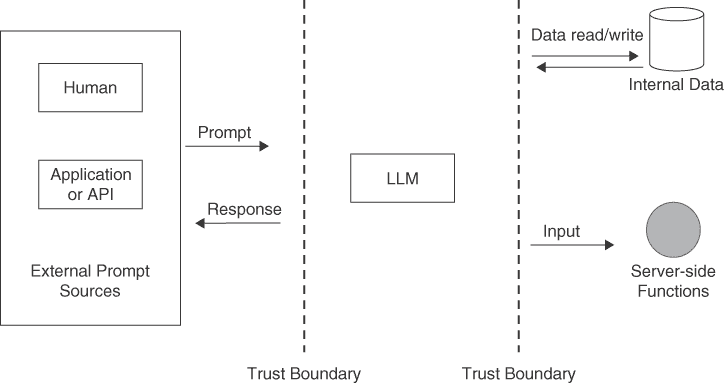 Human
Application
or API
External Prompt
Sources
Prompt
Response
Trust Boundary
LLM
Trust Boundary
Data read/write
Internal Data
Input
Server-side
Functions